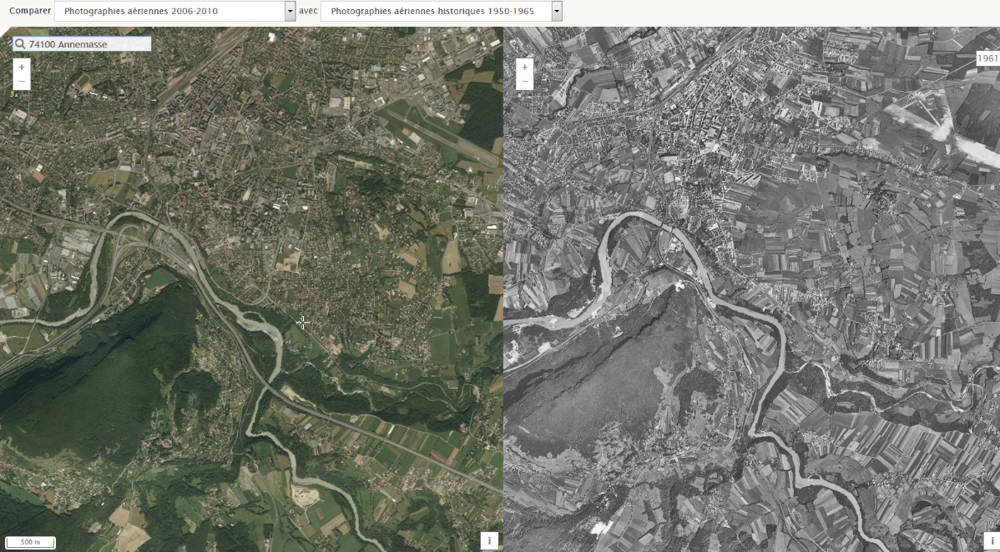 Comparer Photographies aériennes 2006-2010 avec Photographies aériennes historiques 1950-1965
74100 Annemasse
1961
+
−
+
−
500 m
i
i